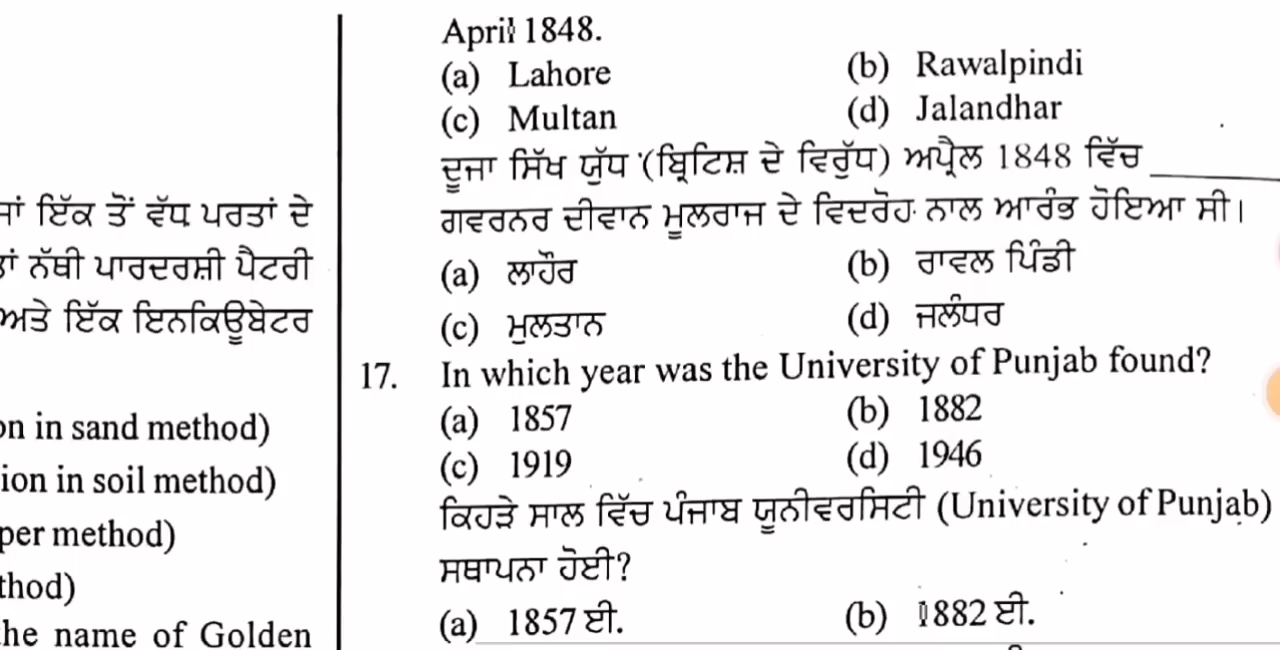 ਇੱਕ ਤੋਂ ਵੱਧ ਪਰਤਾਂ ਦੇ
ਨੱਥੀ ਪਾਰਦਰਸ਼ੀ ਪੈਟਰੀ
ਅਤੇ ਇੱਕ ਇਨਕਿਊਬੇਟਰ
on in sand method)
ion in soil method)
per method)
thod)
he name of Golden
April 1848.
(a) Lahore (b) Rawalpindi
(c) Multan (d) Jalandhar
ਦੂਜਾ ਸਿੱਖ ਯੁੱਧ (ਬ੍ਰਿਟਿਸ਼ ਦੇ ਵਿਰੁੱਧ) ਅਪ੍ਰੈਲ 1848 ਵਿੱਚ ____
ਗਵਰਨਰ ਦੀਵਾਨ ਮੂਲਰਾਜ ਦੇ ਵਿਦਰੋਹ ਨਾਲ ਆਰੰਭ ਹੋਇਆ ਸੀ।
(a) ਲਾਹੌਰ (b) ਰਾਵਲ ਪਿੰਡੀ
(c) ਮੁਲਤਾਨ (d) ਜਲੰਧਰ
17. In which year was the University of Punjab found?
(a) 1857 (b) 1882
(c) 1919 (d) 1946
ਕਿਹੜੇ ਸਾਲ ਵਿੱਚ ਪੰਜਾਬ ਯੂਨੀਵਰਸਿਟੀ (University of Punjab)
ਸਥਾਪਨਾ ਹੋਈ?
(a) 1857 ਈ. (b) 1882 ਈ.